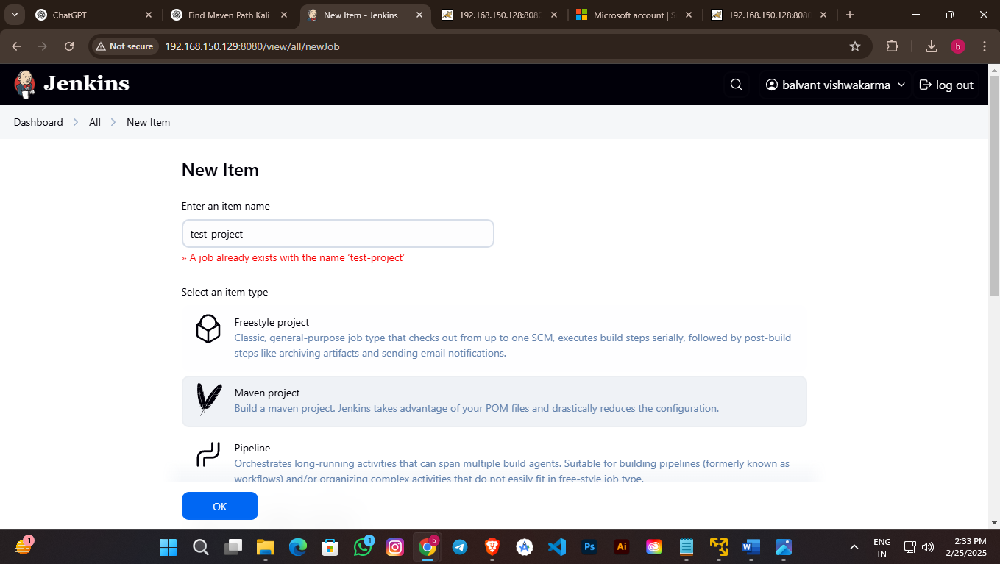 ChatGPT
Find Maven Path Kali
New Item - Jenkins
192.168.150.128:808
Microsoft account | S
192.168.150.128:808
b
Not secure
192.168.150.129:8080/view/all/newJob
b
Jenkins
balvant vishwakarma
log out
Dashboard
All
New Item
New Item
Enter an item name
test-project
» A job already exists with the name ‘test-project’
Select an item type
Freestyle project
Classic, general-purpose job type that checks out from up to one SCM, executes build steps serially, followed by post-build
steps like archiving artifacts and sending email notifications.
Maven project
Build a maven project. Jenkins takes advantage of your POM files and drastically reduces the configuration.
Pipeline
Orchestrates long-running activities that can span multiple build agents. Suitable for building pipelines (formerly known as
workflows) and/or organizing complex activities that do not easily fit in free-style job type.
OK
1
1
b
Ps
Ai
W
ENG
IN
2:33 PM
2/25/2025